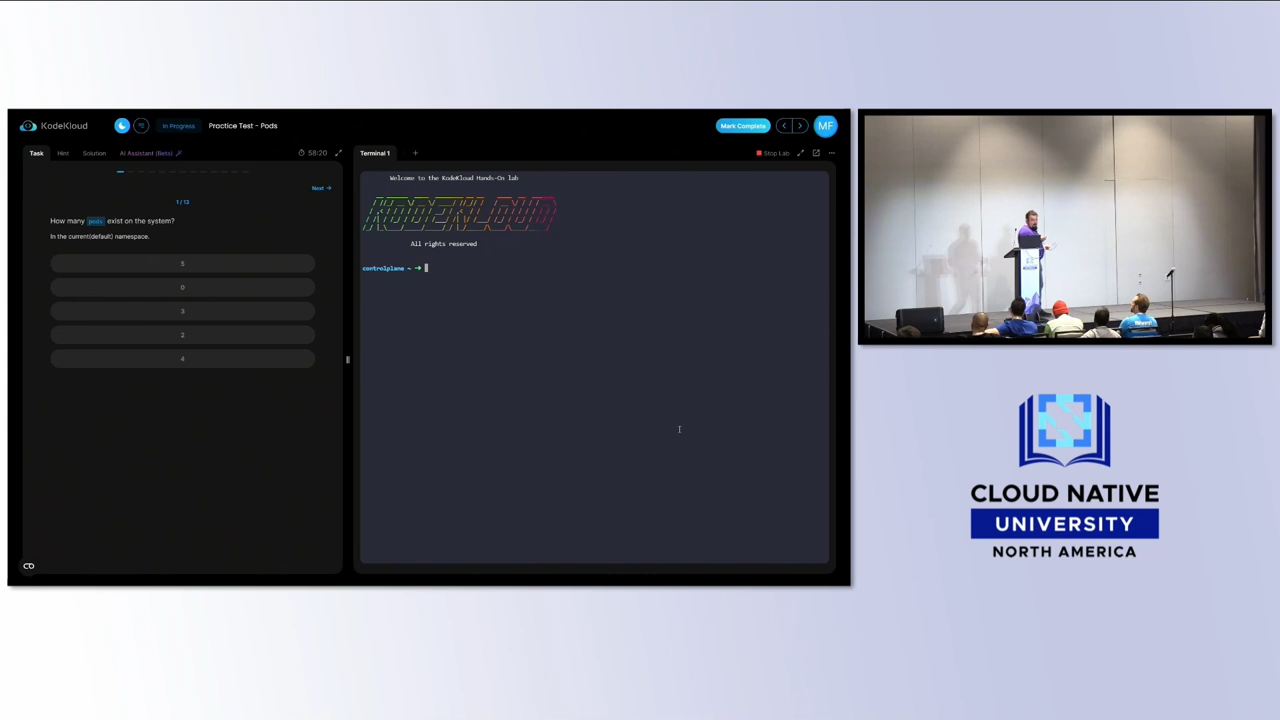 KodeKloud
In Progress
Practice Test - Pods
Mark Complete
MF
Task
Hint
Solution
AI Assistant (Beta)
58:20
Terminal 1
+
Stop Lab
Next →
1 / 13
How many pods exist on the system?
In the current(default) namespace.
5
0
3
2
4
Welcome to the KodeKloud Hands-On lab
KODEKLOUD
All rights reserved
controlplane ~ ➜
CLOUD NATIVE
UNIVERSITY
NORTH AMERICA